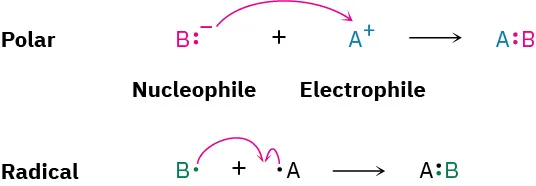 Polar B:⁻ + A⁺ → A:B
Nucleophile Electrophile
Radical B· + ·A → A:B